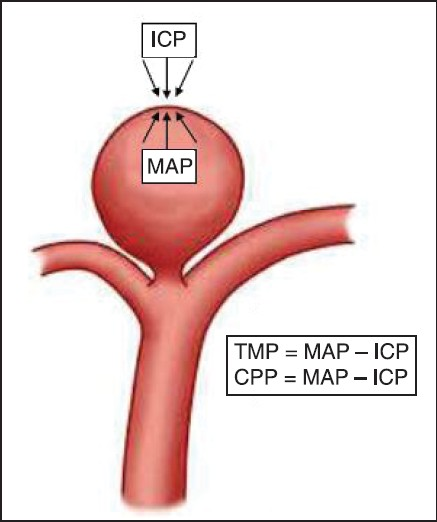 ICP
MAP
TMP = MAP – ICP
CPP = MAP – ICP